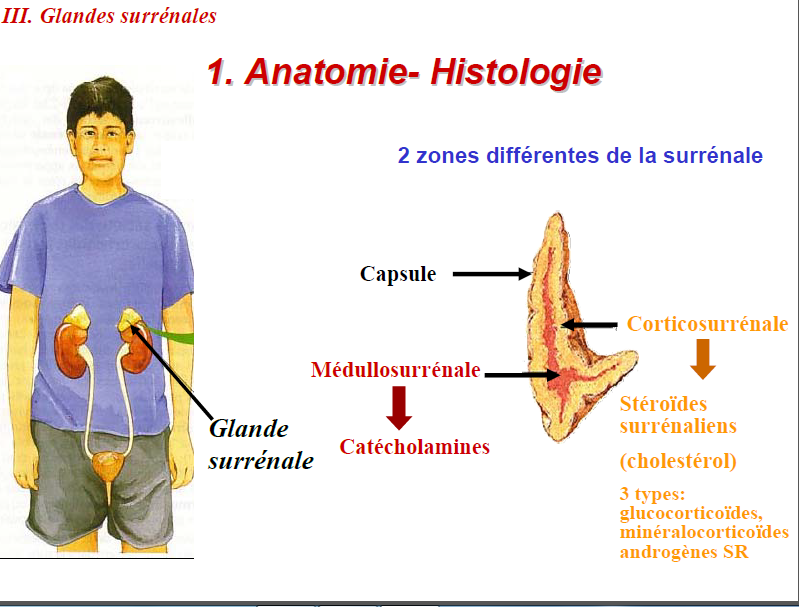 III. Glandes surrénales
1. Anatomie- Histologie
2 zones différentes de la surrénale
Capsule
Corticosurrénale
Médullosurrénale
Stéroïdes
surrénaliens
Glande
surrénale
Catécholamines
(cholestérol)
3 types:
glucocorticoïdes,
minéralocorticoïdes
androgènes SR